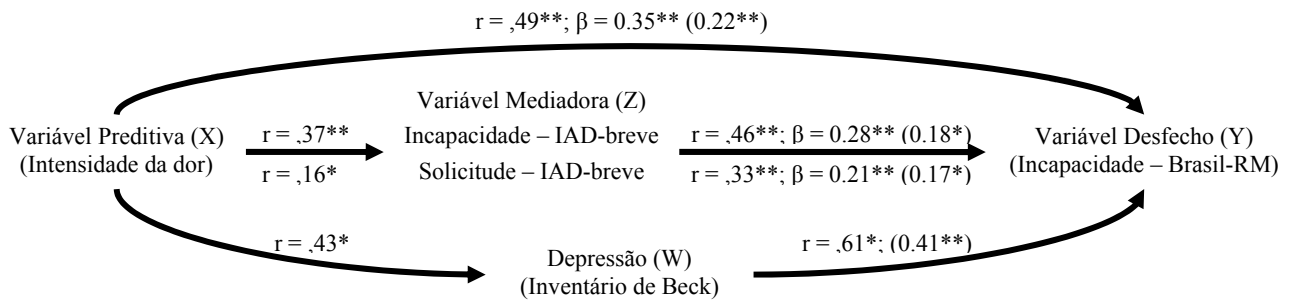 r = ,49**; β = 0.35** (0.22**)
Variável Mediadora (Z)
Variável Preditiva (X)
(Intensidade da dor)
r = ,37**
r = ,16*
Incapacidade – IAD-breve
Solicitude – IAD-breve
r = ,46**; β = 0.28** (0.18*)
r = ,33**; β = 0.21** (0.17*)
Variável Desfecho (Y)
(Incapacidade – Brasil-RM)
r = ,43*
Depressão (W)
(Inventário de Beck)
r = ,61*; (0.41**)